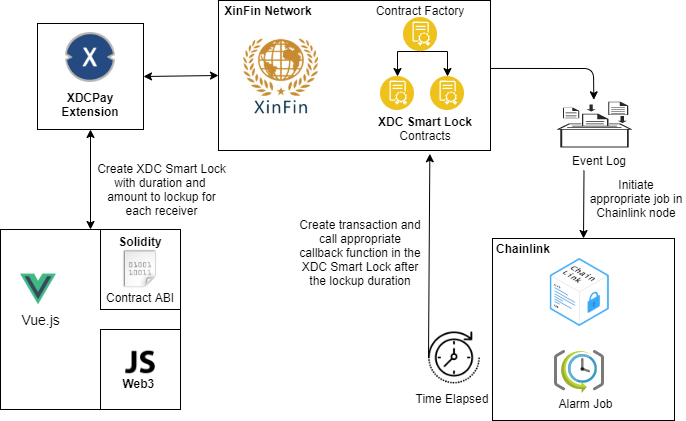 XinFin Network
Contract Factory
XinFin
XDC Smart Lock
Contracts
X
XDCPay
Extension
Event Log
Create XDC Smart Lock
with duration and
amount to lockup for
each receiver
Initiate
appropriate job in
Chainlink node
Create transaction and
call appropriate
callback function in the
XDC Smart Lock after
the lockup duration
Vue.js
Solidity
01001
10011
Contract ABI
JS
Web3
Time Elapsed
Chainlink
Chain
Link
Alarm Job